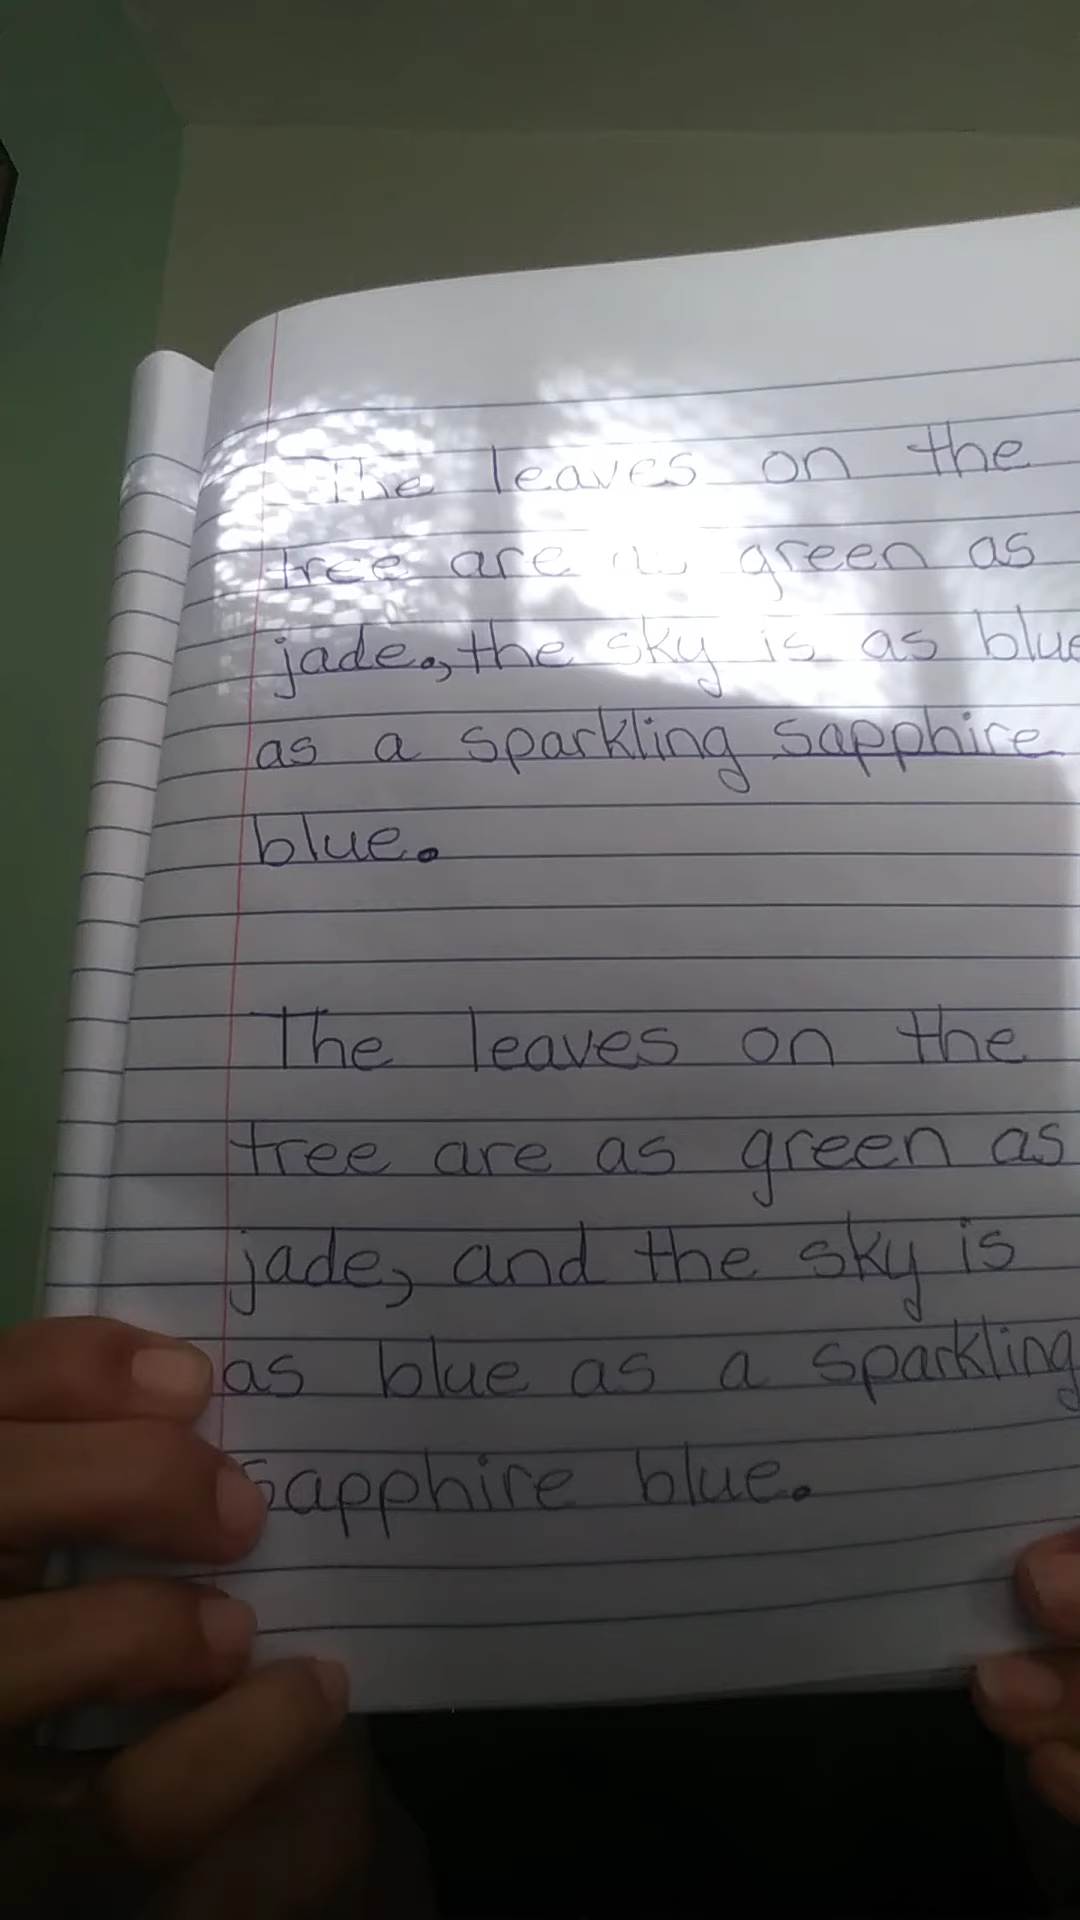 The leaves on the
tree are green as
jade., the sky is as blue
as a sparkling sapphire
blue.
The leaves on the
tree are as green as
jade, and the sky is
as blue as a sparkling
sapphire blue.